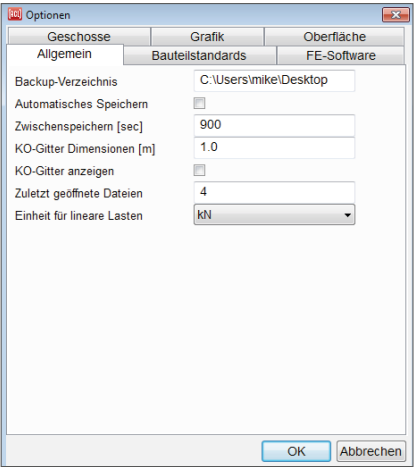 Optionen
Geschosse Grafik Oberfläche
Allgemein Bauteilstandards FE-Software
Backup-Verzeichnis C:\Users\mike\Desktop
Automatisches Speichern
Zwischenspeichern [sec] 900
KO-Gitter Dimensionen [m] 1.0
KO-Gitter anzeigen
Zuletzt geöffnete Dateien 4
Einheit für lineare Lasten kN
OK Abbrechen